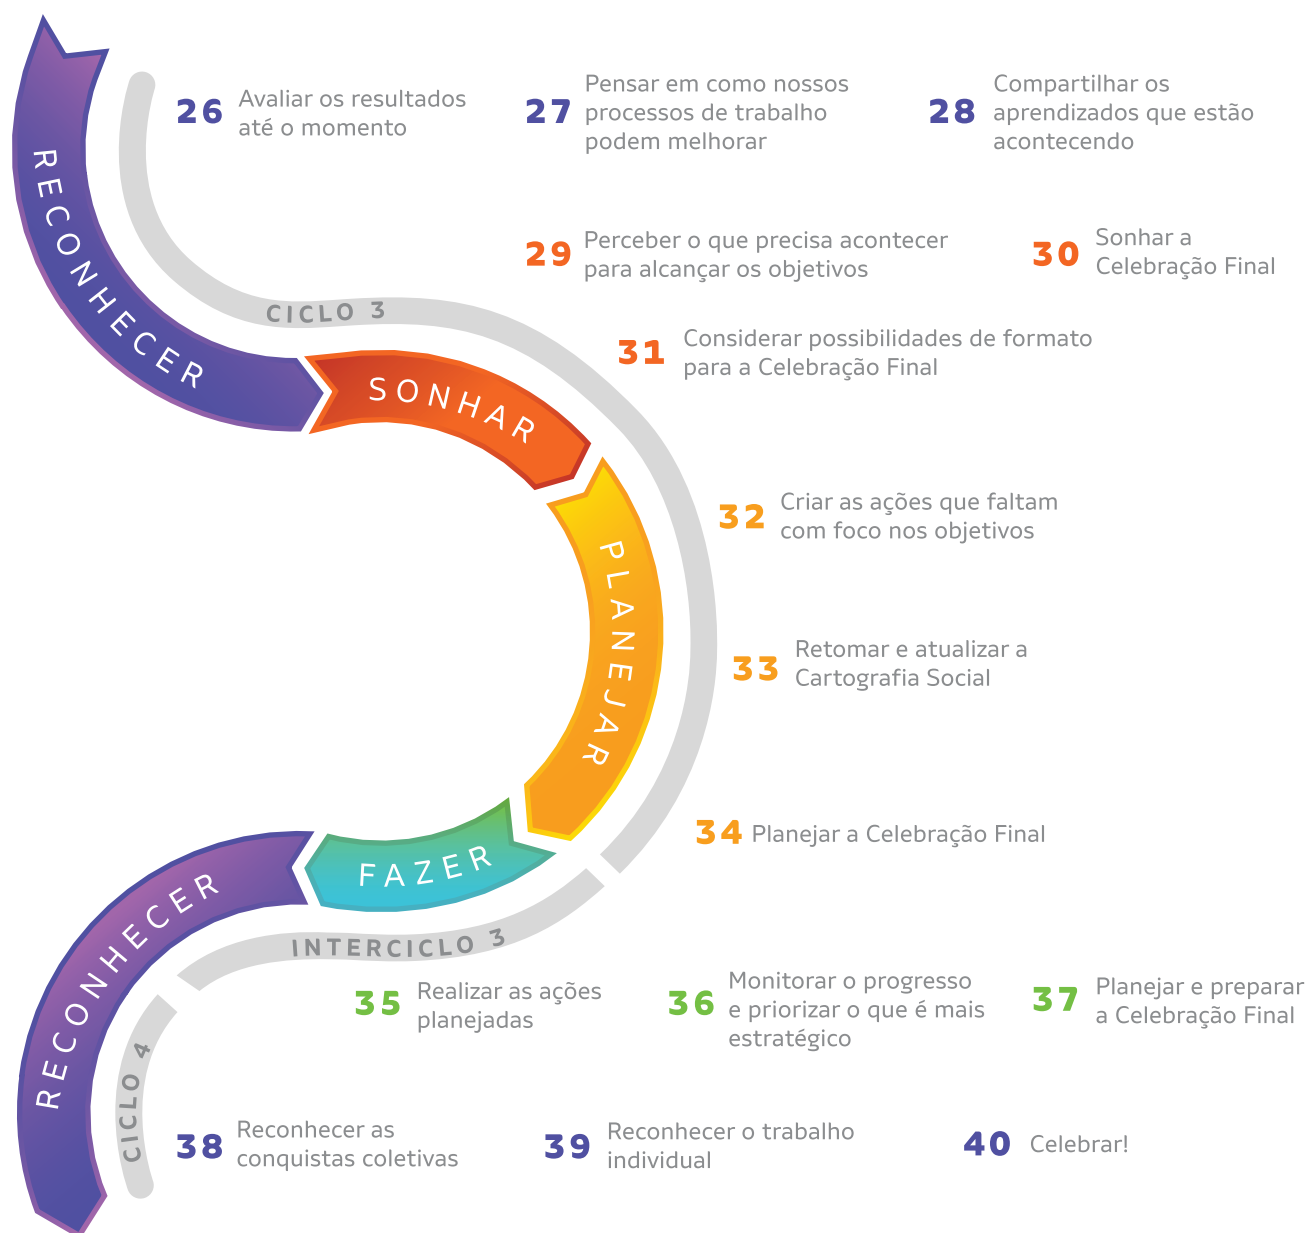 RECONHECER
26 Avaliar os resultados
até o momento
27 Pensar em como nossos
processos de trabalho
podem melhorar
28 Compartilhar os
aprendizados que estão
acontecendo
CICLO 3
SONHAR
29 Perceber o que precisa acontecer
para alcançar os objetivos
30 Sonhar a
Celebração Final
31 Considerar possibilidades de formato
para a Celebração Final
PLANEJAR
32 Criar as ações que faltam
com foco nos objetivos
33 Retomar e atualizar a
Cartografia Social
34 Planejar a Celebração Final
FAZER
INTERCICLO 3
35 Realizar as ações
planejadas
36 Monitorar o progresso
e priorizar o que é mais
estratégico
37 Planejar e preparar
a Celebração Final
RECONHECER
CICLO 4
38 Reconhecer as
conquistas coletivas
39 Reconhecer o trabalho
individual
40 Celebrar!